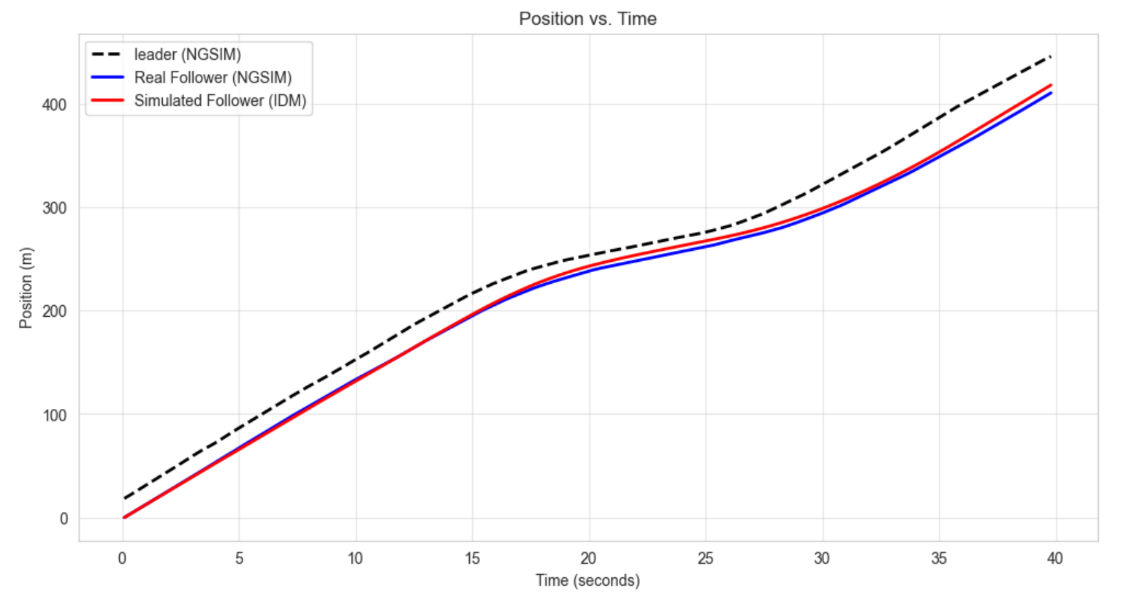 Position vs. Time
leader (NGSIM)
Real Follower (NGSIM)
Simulated Follower (IDM)
Position (m)
400
300
200
100
0
0 5 10 15 20 25 30 35 40
Time (seconds)